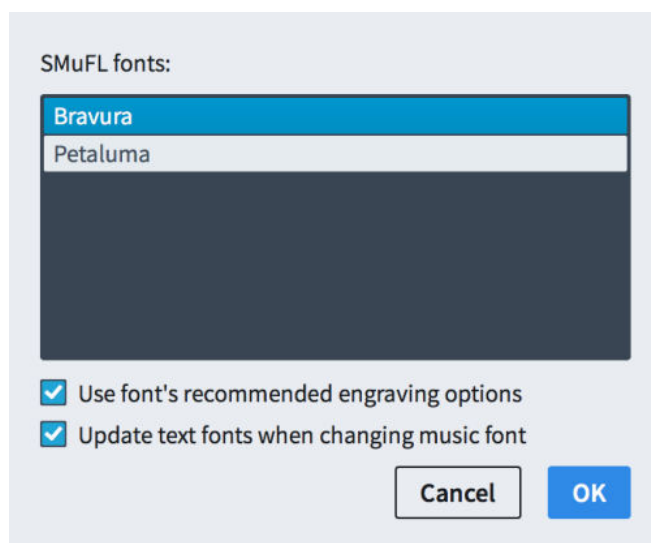 SMuFL fonts:
Bravura
Petaluma
Use font's recommended engraving options
Update text fonts when changing music font
Cancel OK